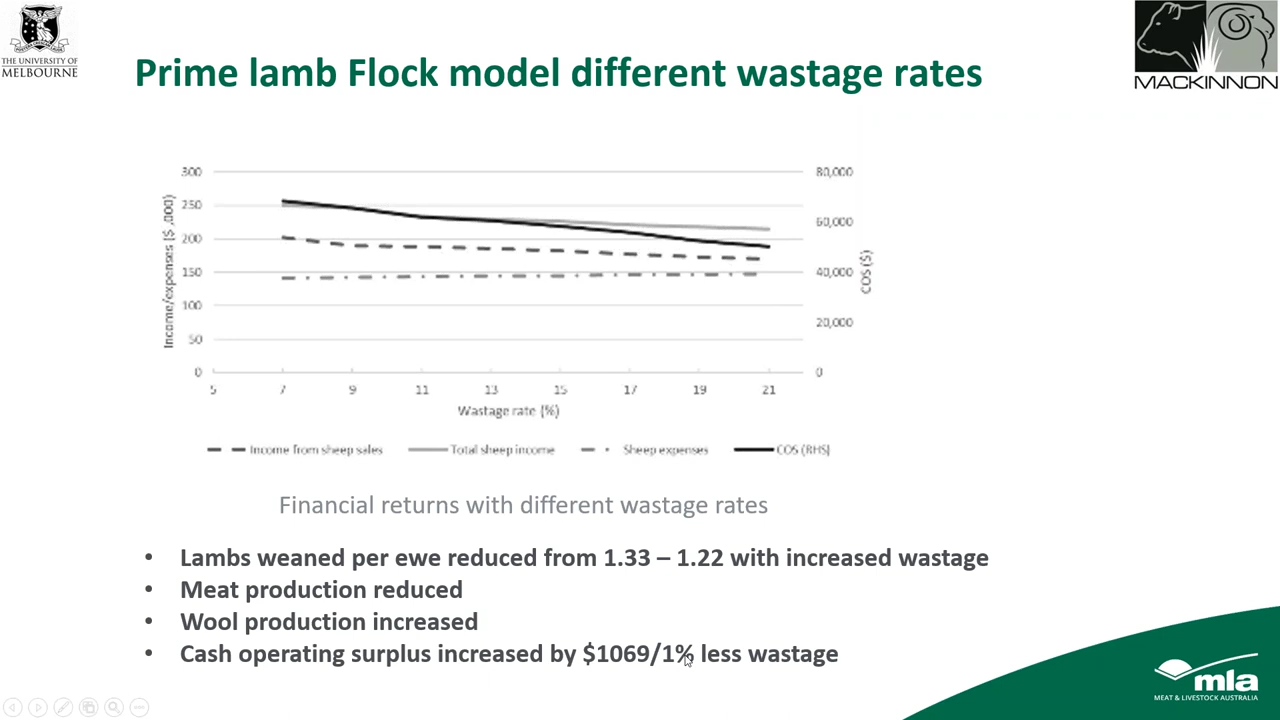 THE UNIVERSITY OF
MELBOURNE
Prime lamb Flock model different wastage rates
MACKINNON
300
250
200
150
100
50
0
Income/expenses ($ ,000)
80,000
60,000
40,000
20,000
0
COS ($)
5 7 9 11 13 15 17 19 21
Wastage rate (%)
Income from sheep sales Total sheep income Sheep expenses COS (RHS)
Financial returns with different wastage rates
• Lambs weaned per ewe reduced from 1.33 – 1.22 with increased wastage
• Meat production reduced
• Wool production increased
• Cash operating surplus increased by $1069/1% less wastage
mla
MEAT & LIVESTOCK AUSTRALIA